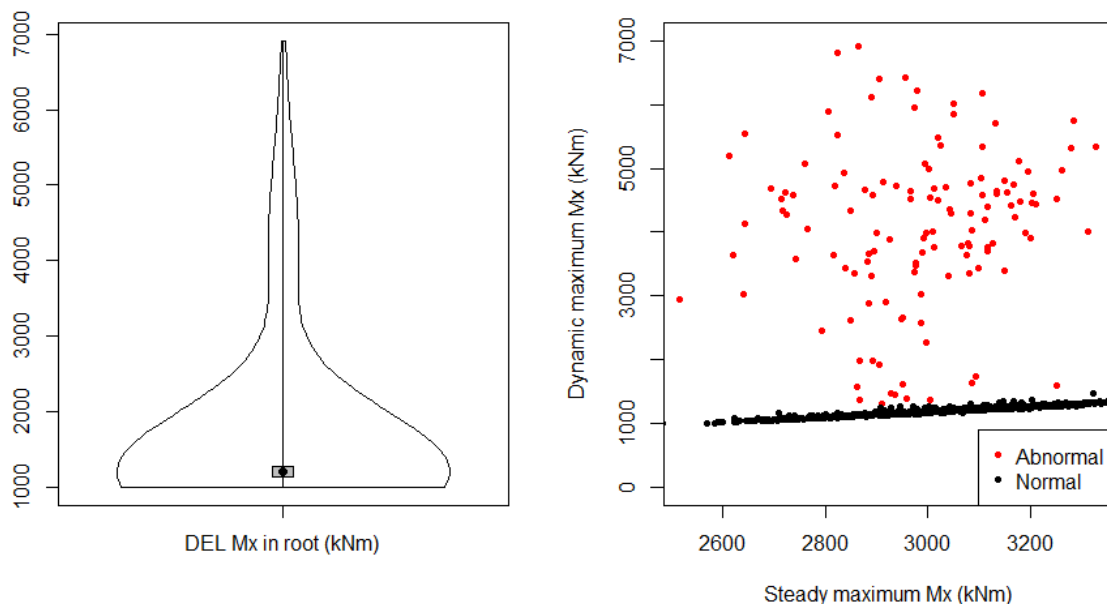 7000
6000
5000
4000
3000
2000
1000
DEL Mx in root (kNm)
Dynamic maximum Mx (kNm)
7000
5000
3000
1000
0
Abnormal
Normal
2600 2800 3000 3200
Steady maximum Mx (kNm)